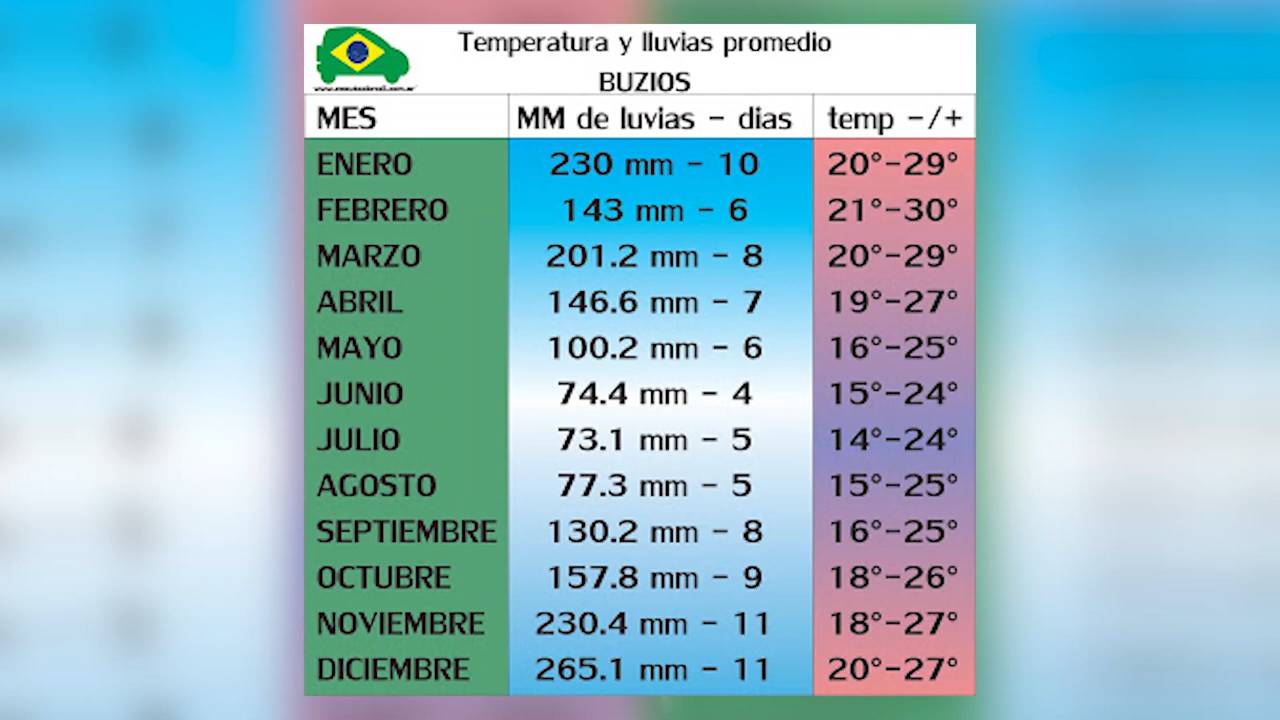 Temperatura y lluvias promedio
BUZIOS
MES MM de luvias - dias temp -/+
ENERO 230 mm - 10 20°-29°
FEBRERO 143 mm - 6 21°-30°
MARZO 201.2 mm - 8 20°-29°
ABRIL 146.6 mm - 7 19°-27°
MAYO 100.2 mm - 6 16°-25°
JUNIO 74.4 mm - 4 15°-24°
JULIO 73.1 mm - 5 14°-24°
AGOSTO 77.3 mm - 5 15°-25°
SEPTIEMBRE 130.2 mm - 8 16°-25°
OCTUBRE 157.8 mm - 9 18°-26°
NOVIEMBRE 230.4 mm - 11 18°-27°
DICIEMBRE 265.1 mm - 11 20°-27°